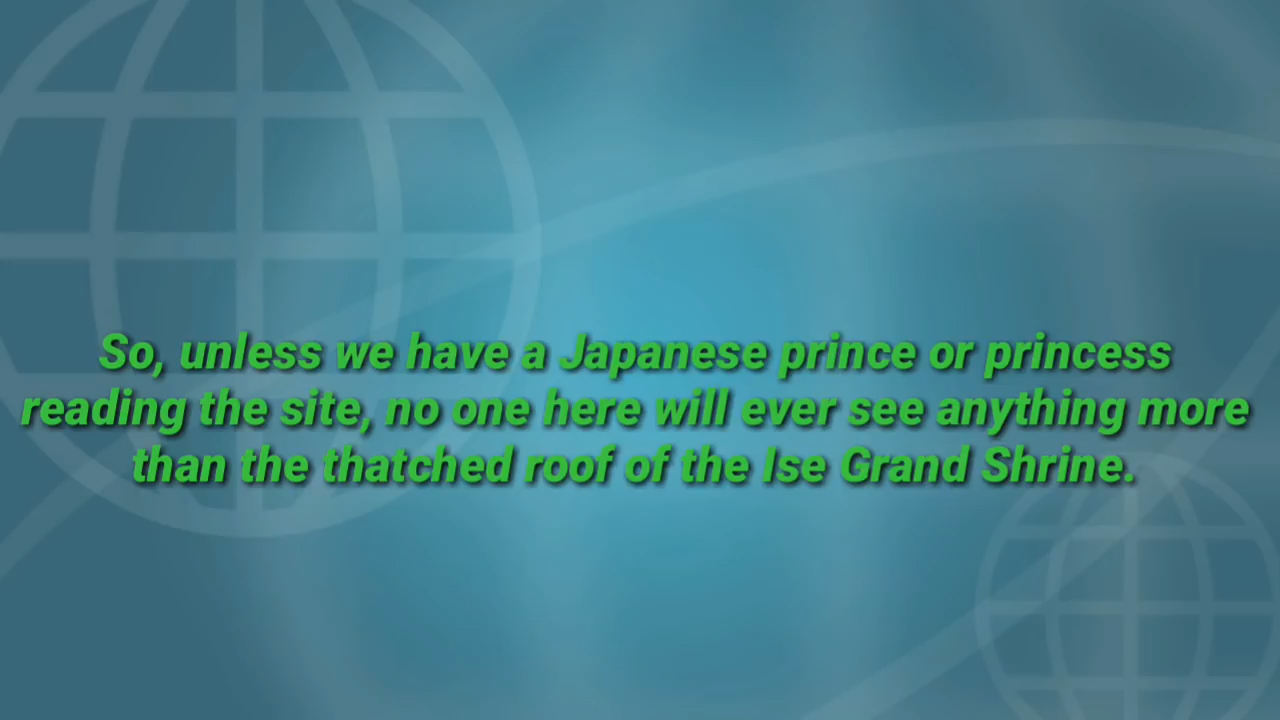 So, unless we have a Japanese prince or princess
reading the site, no one here will ever see anything more
than the thatched roof of the Ise Grand Shrine.